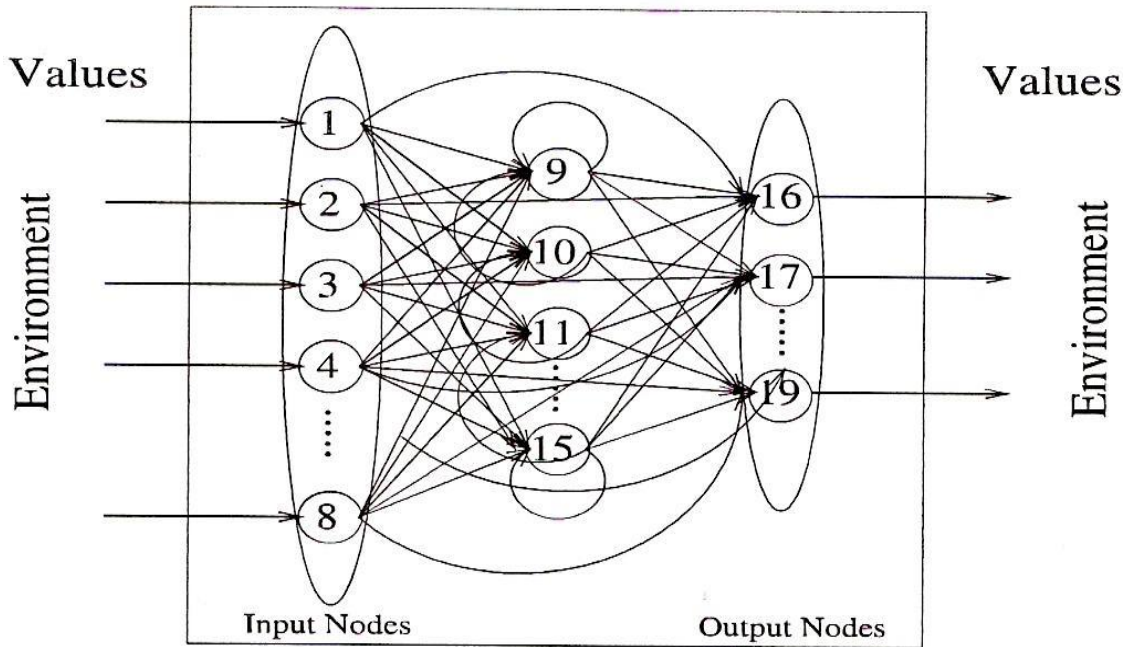 Values
Values
Environment
Environment
1
2
3
4
8
9
10
11
15
16
17
19
Input Nodes
Output Nodes